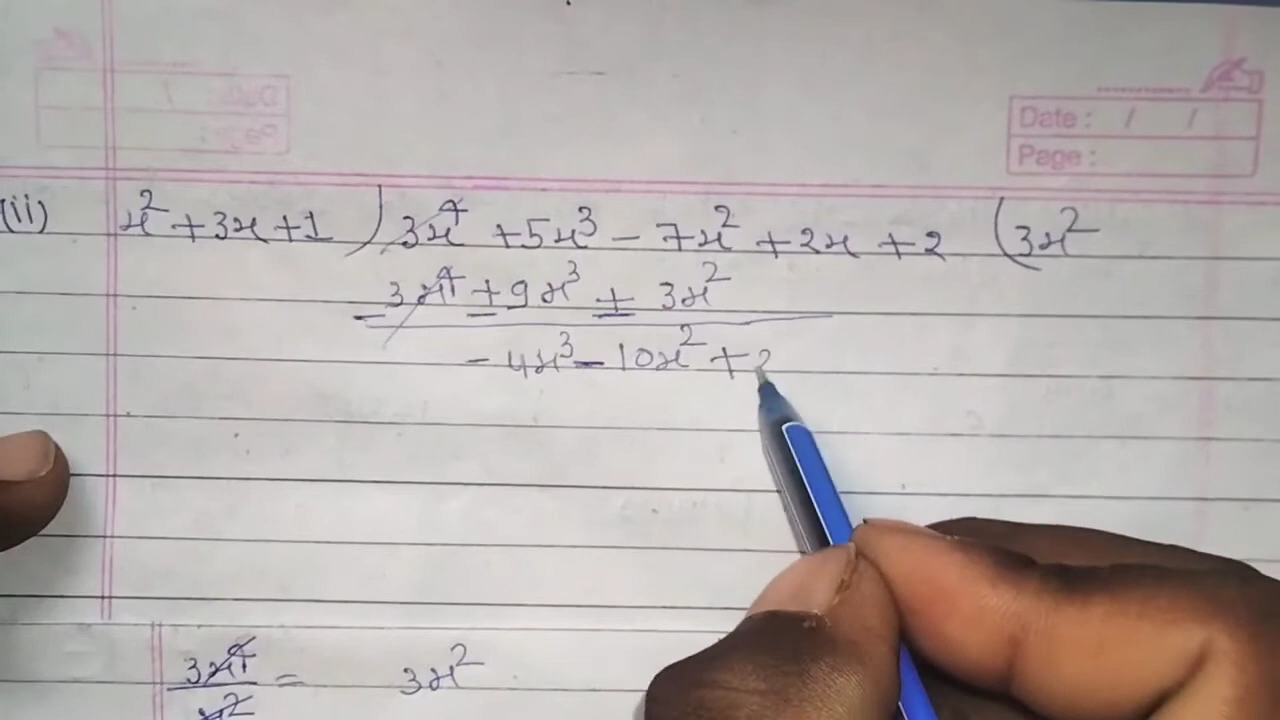 Date : / /
Page :
(ii) x² + 3x + 1 ) 3x⁴ + 5x³ - 7x² + 2x + 2 ( 3x²
3x⁴ + 9x³ + 3x²
- - -
- 4x³ - 10x² + 2
3x⁴/x² = 3x²